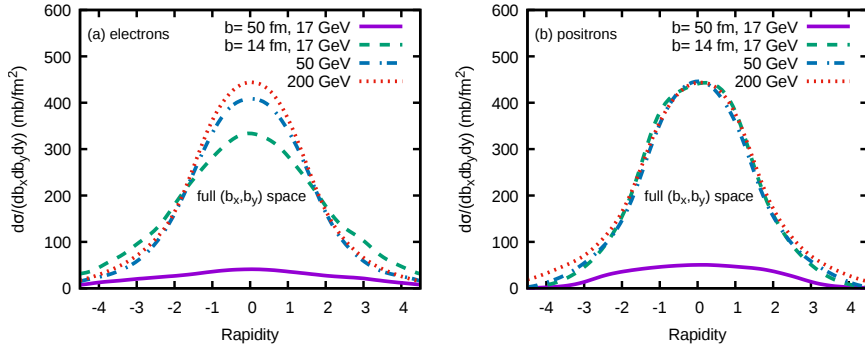 (a) electrons
b= 50 fm, 17 GeV
b= 14 fm, 17 GeV
50 GeV
200 GeV
full (bx,by) space
dσ/(dbxdbydy) (mb/fm²)
600
500
400
300
200
100
0
-4 -3 -2 -1 0 1 2 3 4
Rapidity
(b) positrons
b= 50 fm, 17 GeV
b= 14 fm, 17 GeV
50 GeV
200 GeV
full (bx,by) space
dσ/(dbxdbydy) (mb/fm²)
600
500
400
300
200
100
0
-4 -3 -2 -1 0 1 2 3 4
Rapidity